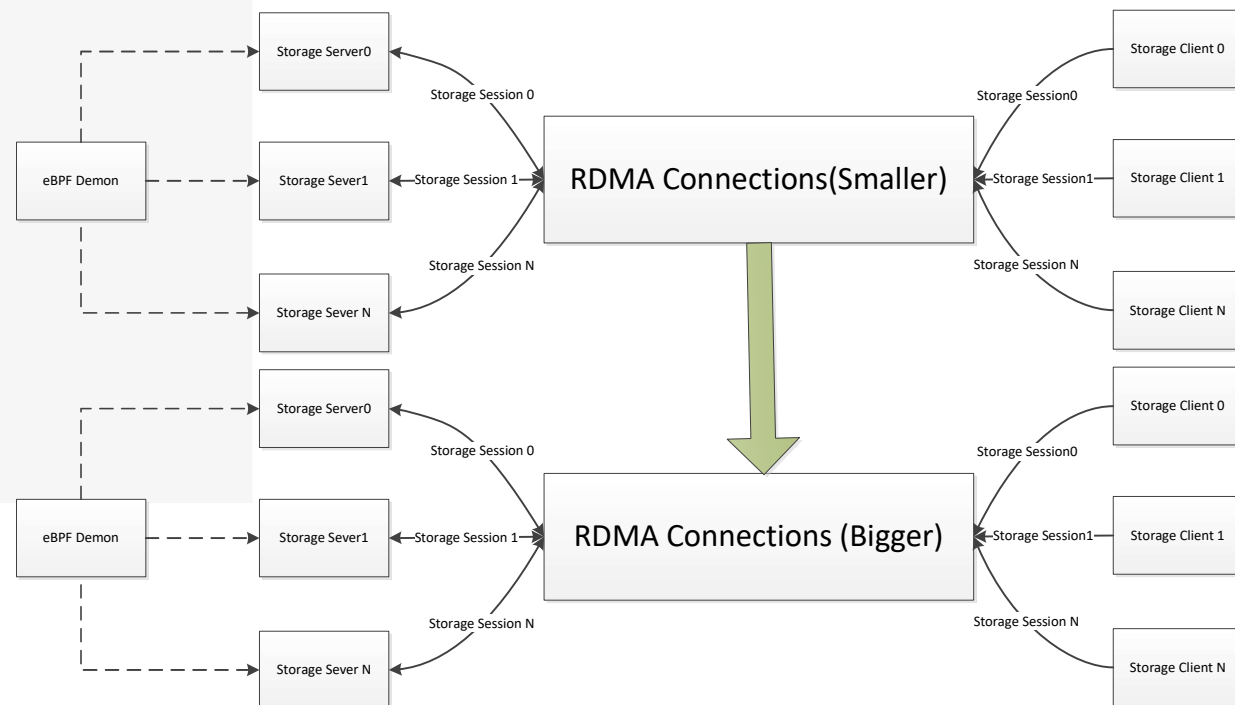 Storage Server0
Storage Client 0
Storage Session 0
Storage Session0
eBPF Demon
Storage Sever1
Storage Session 1
RDMA Connections(Smaller)
Storage Session1
Storage Client 1
Storage Session N
Storage Session N
Storage Sever N
Storage Client N
Storage Server0
Storage Client 0
Storage Session 0
Storage Session0
eBPF Demon
Storage Sever1
Storage Session 1
RDMA Connections (Bigger)
Storage Session1
Storage Client 1
Storage Session N
Storage Session N
Storage Sever N
Storage Client N